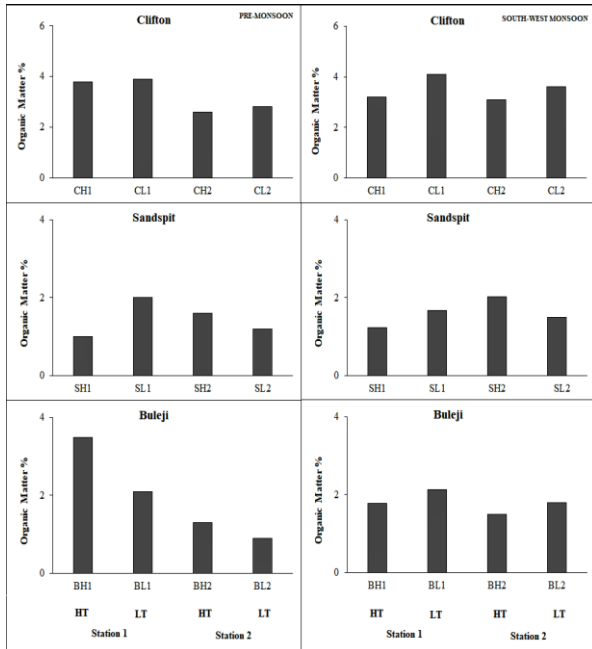 Clifton PRE-MONSOON
Organic Matter %
6
4
2
0
CH1 CL1 CH2 CL2
Clifton SOUTH-WEST MONSOON
Organic Matter %
6
4
2
0
CH1 CL1 CH2 CL2
Sandspit
Organic Matter %
4
2
0
SH1 SL1 SH2 SL2
Sandspit
Organic Matter %
4
2
0
SH1 SL1 SH2 SL2
Buleji
Organic Matter %
4
2
0
BH1 BL1 BH2 BL2
HT LT HT LT
Station 1 Station 2
Buleji
Organic Matter %
4
2
0
BH1 BL1 BH2 BL2
HT LT HT LT
Station 1 Station 2